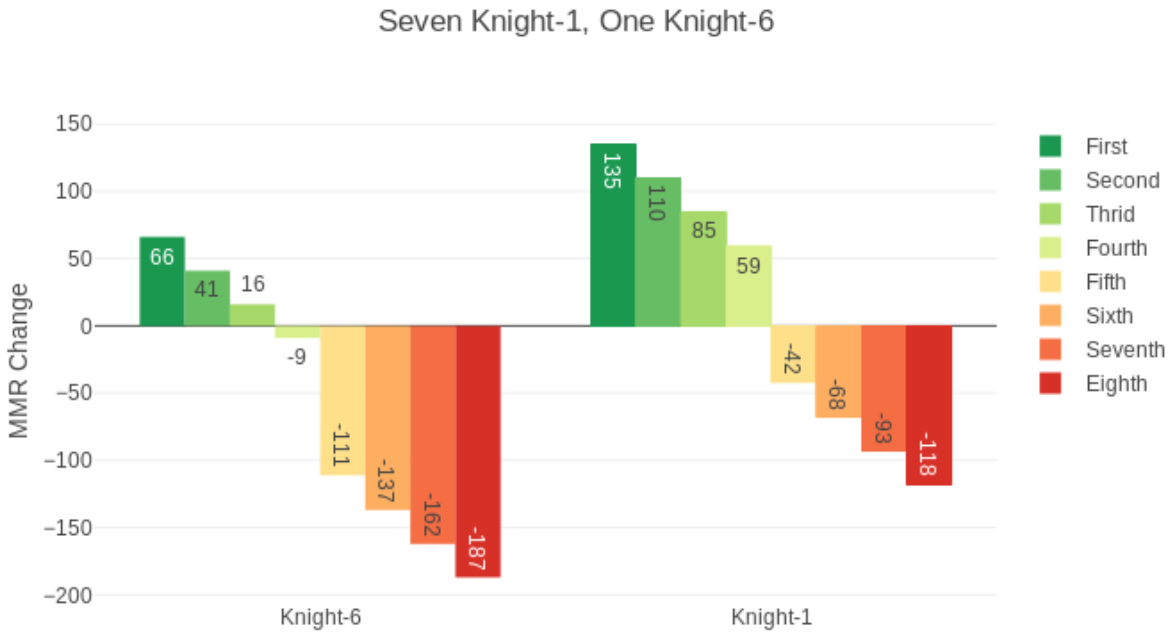 Seven Knight-1, One Knight-6
MMR Change
150
100
50
0
−50
−100
−150
−200
66
41
16
-9
-111
-137
-162
-187
135
110
85
59
-42
-68
-93
-118
Knight-6
Knight-1
First
Second
Thrid
Fourth
Fifth
Sixth
Seventh
Eighth